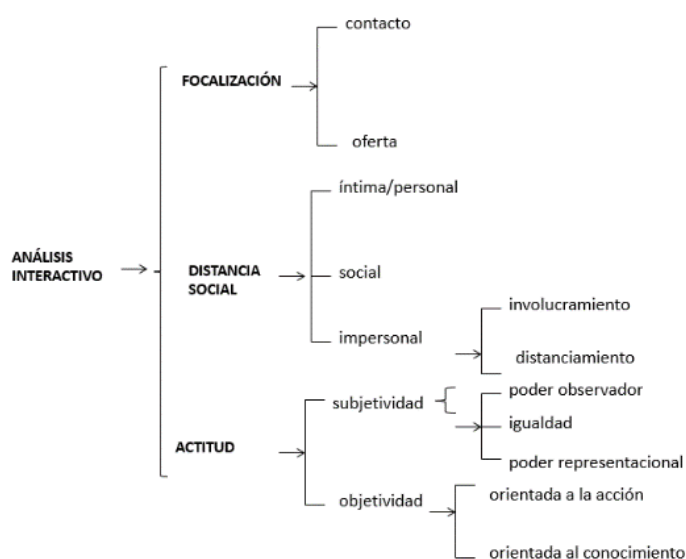 contacto
FOCALIZACIÓN
oferta
íntima/personal
ANÁLISIS
INTERACTIVO
DISTANCIA
SOCIAL
social
impersonal
involucramiento
distanciamiento
ACTITUD
subjetividad
poder observador
igualdad
poder representacional
objetividad
orientada a la acción
orientada al conocimiento